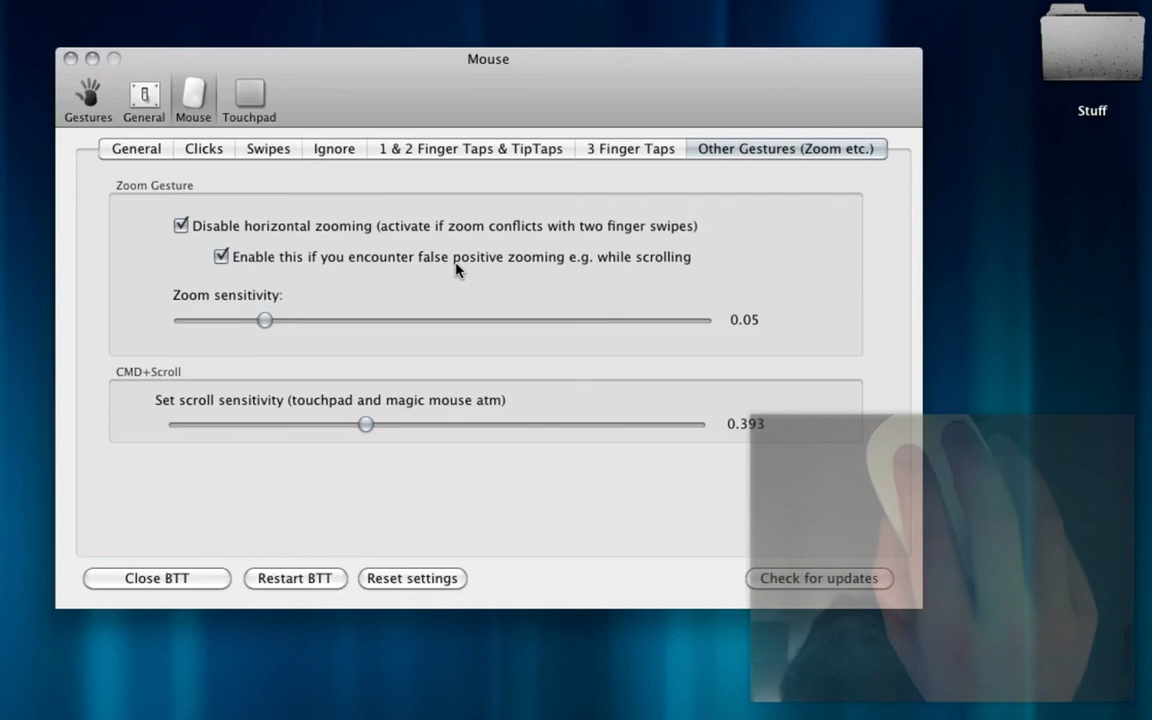 Mouse
Stuff
Gestures General Mouse Touchpad
General Clicks Swipes Ignore 1 & 2 Finger Taps & TipTaps 3 Finger Taps Other Gestures (Zoom etc.)
Zoom Gesture
Disable horizontal zooming (activate if zoom conflicts with two finger swipes)
Enable this if you encounter false positive zooming e.g. while scrolling
Zoom sensitivity:
0.05
CMD+Scroll
Set scroll sensitivity (touchpad and magic mouse atm)
0.393
Close BTT Restart BTT Reset settings Check for updates